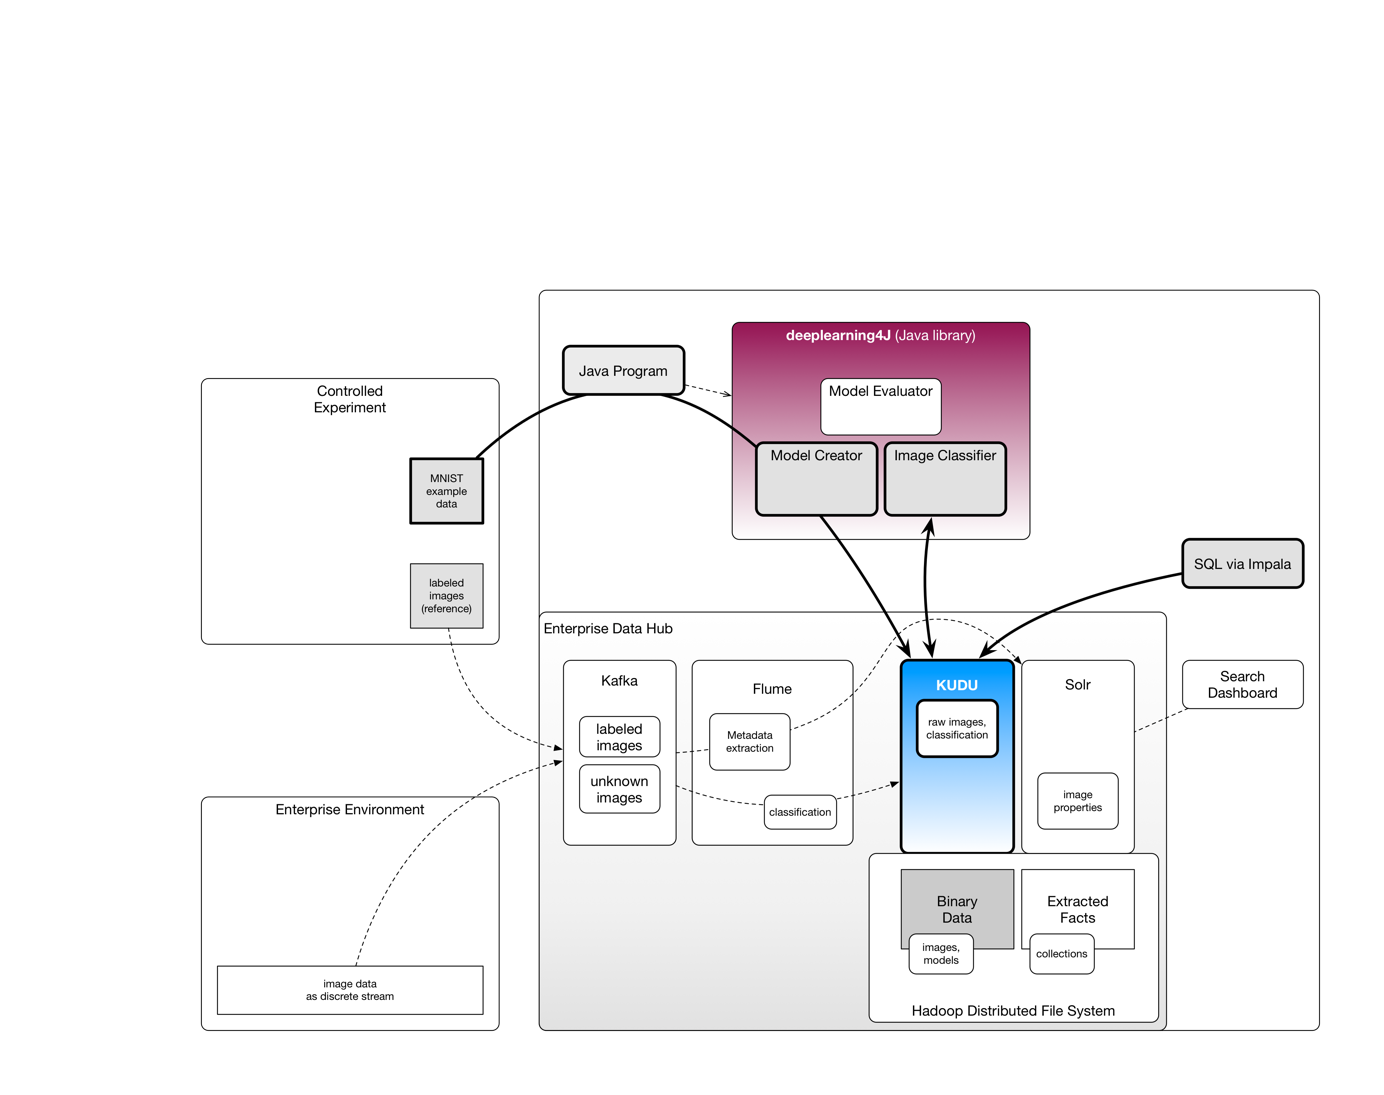 deeplearning4J (Java library)
Java Program
Model Evaluator
Controlled
Experiment
Model Creator
Image Classifier
MNIST
example
data
SQL via Impala
labeled
images
(reference)
Enterprise Data Hub
Kafka
Flume
KUDU
Solr
Search
Dashboard
labeled
images
Metadata
extraction
raw images,
classification
unknown
images
image
properties
classification
Enterprise Environment
Binary
Data
Extracted
Facts
images,
models
collections
image data
as discrete stream
Hadoop Distributed File System